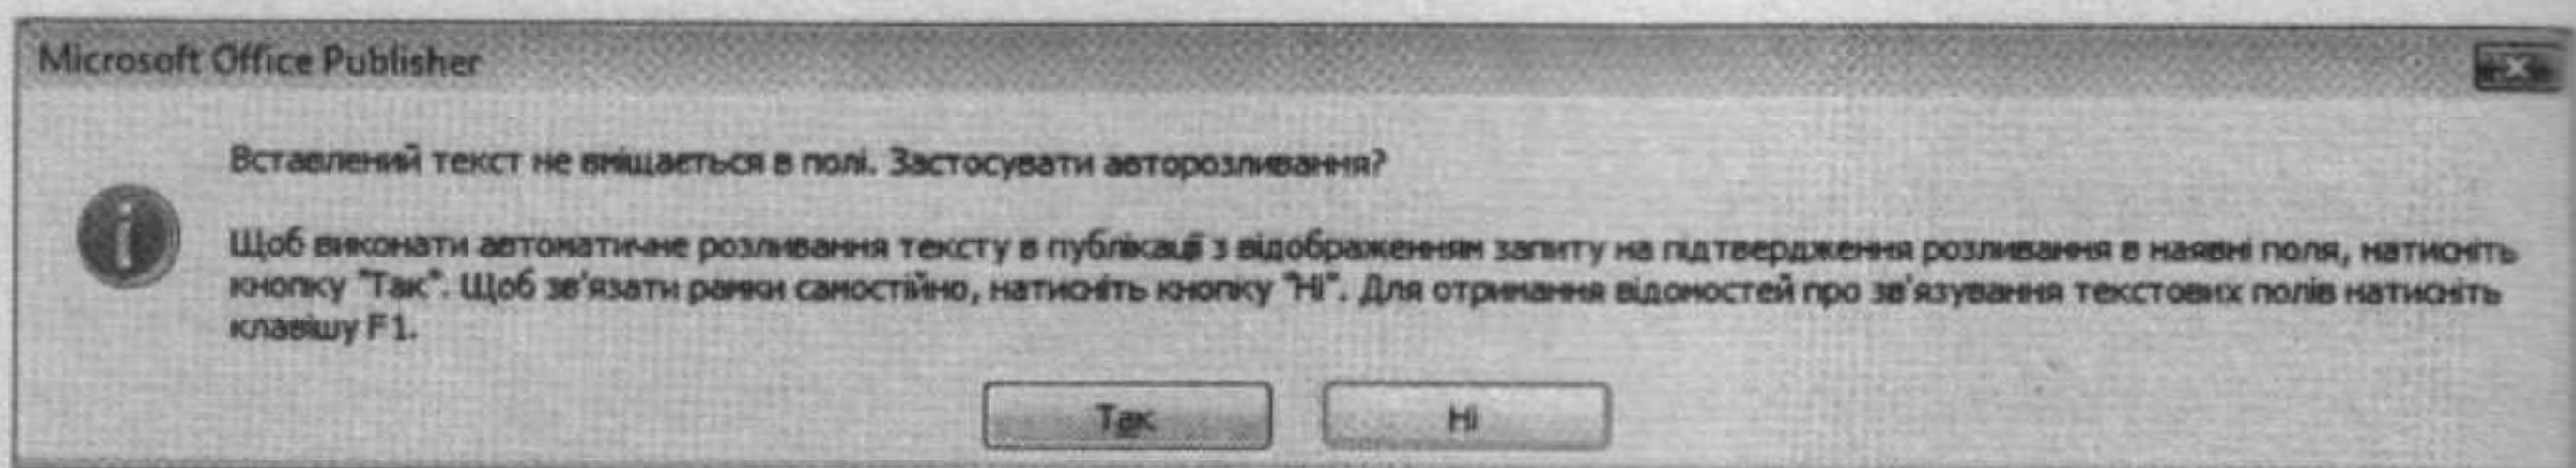 Microsoft Office Publisher
Вставлений текст не вміщається в полі. Застосувати авторозливання?
Щоб виконати автоматичне розливання тексту в публікації з відображенням запиту на підтвердження розливання в наявні поля, натисніть
кнопку "Так". Щоб зв'язати рамки самостійно, натисніть кнопку "Ні". Для отримання відомостей про зв'язування текстових полів натисніть
клавішу F1.
Так Ні